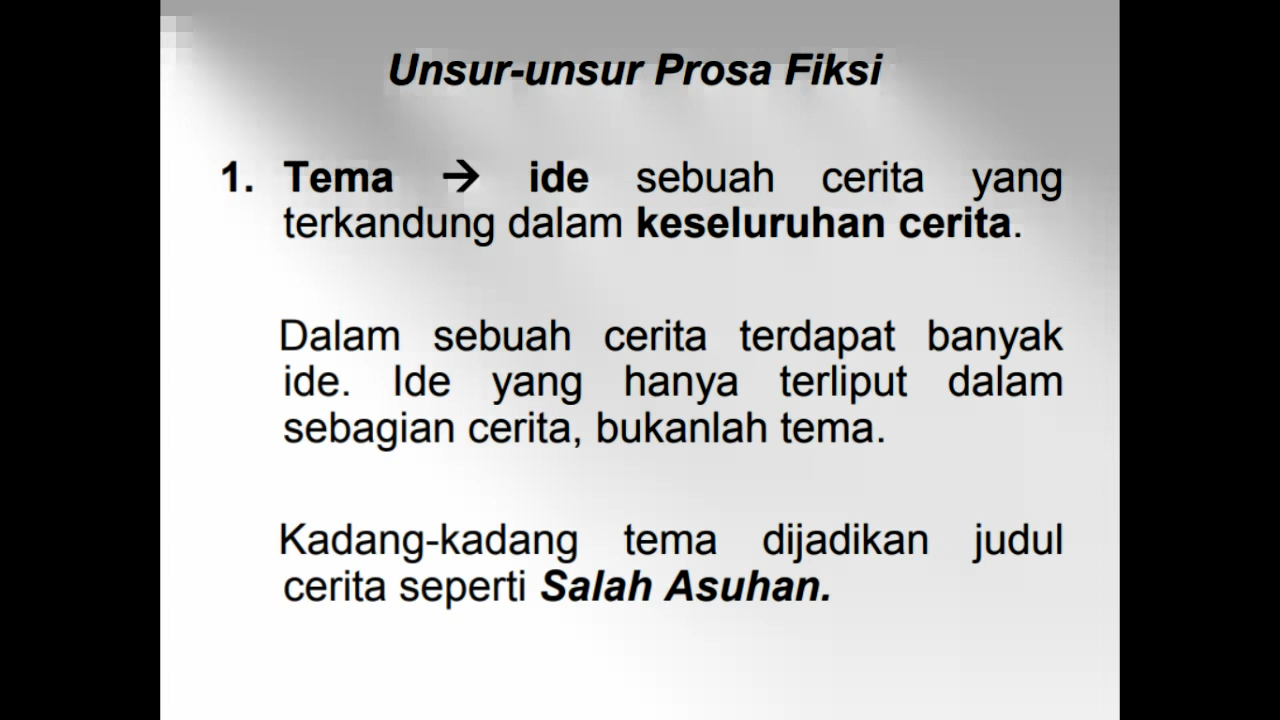 Unsur-unsur Prosa Fiksi
1. Tema → ide sebuah cerita yang
terkandung dalam keseluruhan cerita.
Dalam sebuah cerita terdapat banyak
ide. Ide yang hanya terliput dalam
sebagian cerita, bukanlah tema.
Kadang-kadang tema dijadikan judul
cerita seperti Salah Asuhan.